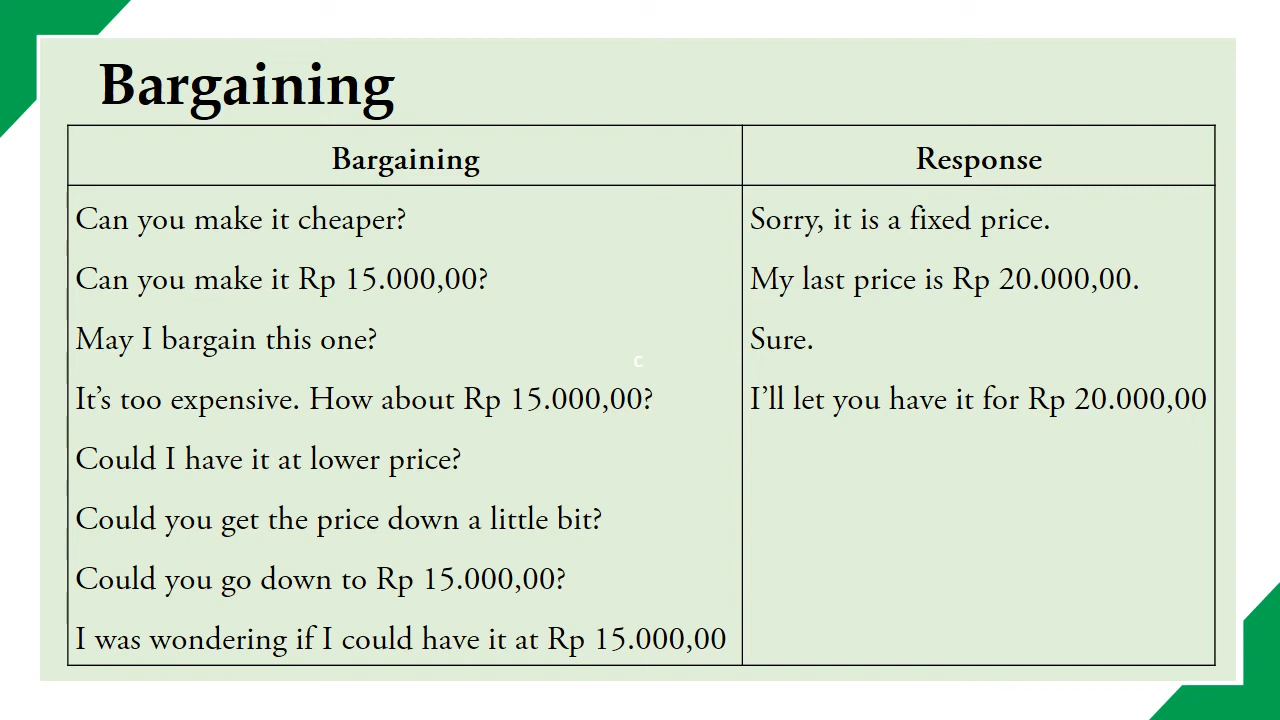 Bargaining
Bargaining Response
Can you make it cheaper? Sorry, it is a fixed price.
Can you make it Rp 15.000,00? My last price is Rp 20.000,00.
May I bargain this one? Sure.
c
It’s too expensive. How about Rp 15.000,00? I’ll let you have it for Rp 20.000,00
Could I have it at lower price?
Could you get the price down a little bit?
Could you go down to Rp 15.000,00?
I was wondering if I could have it at Rp 15.000,00